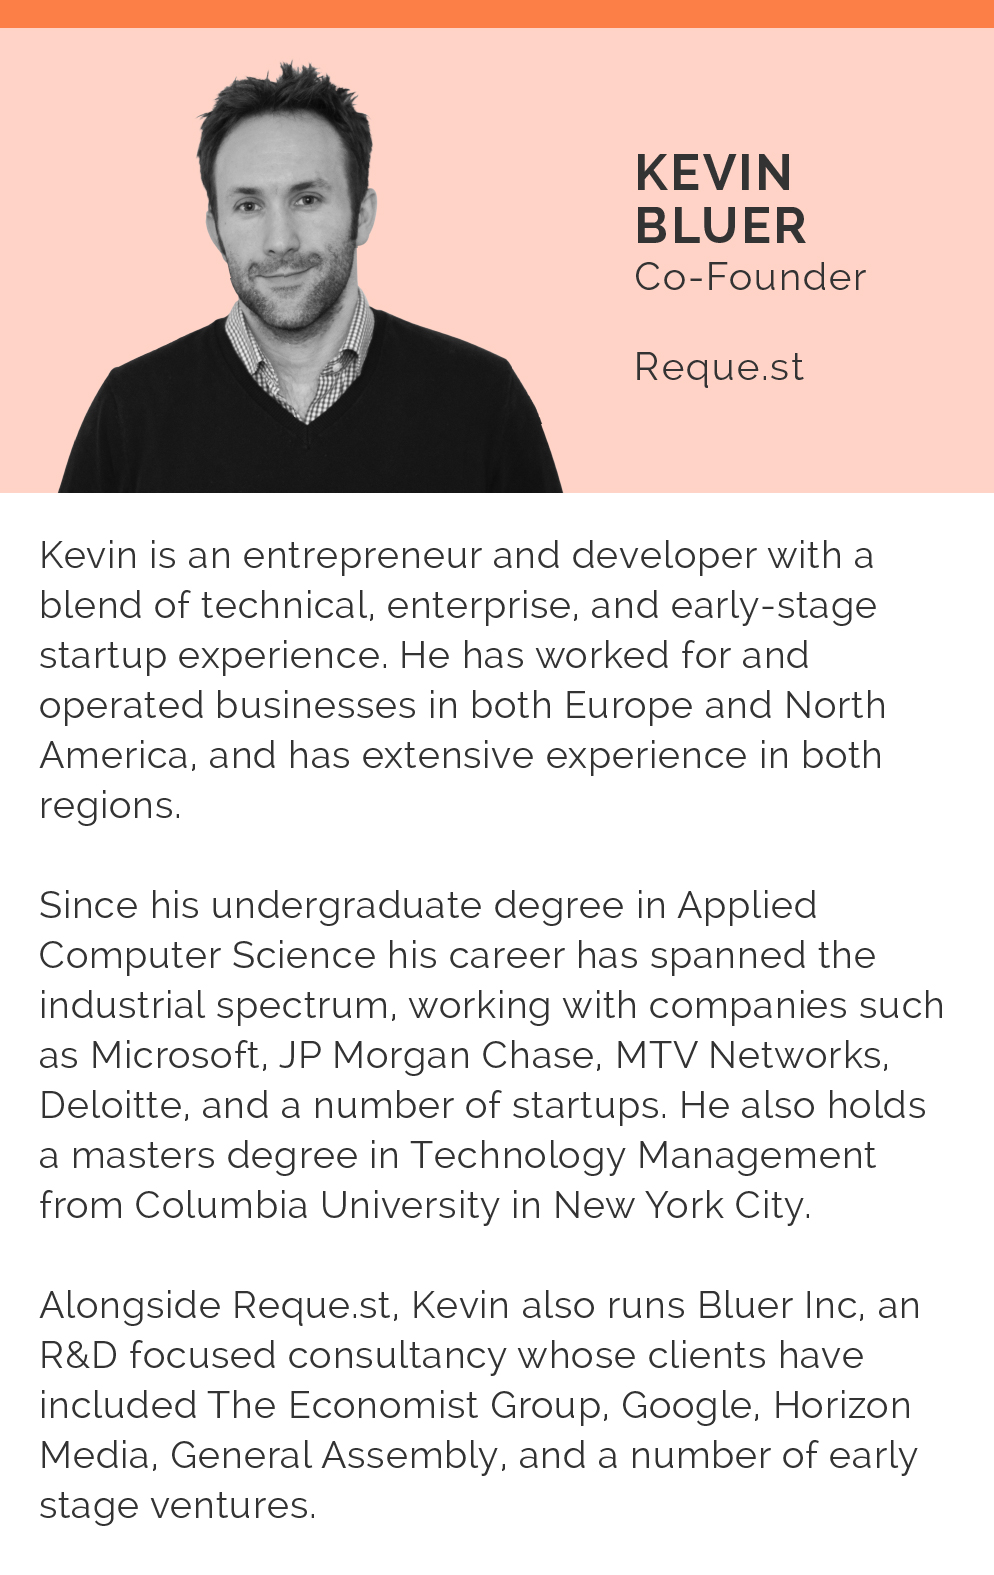 KEVIN
BLUER
Co-Founder
Reque.st
Kevin is an entrepreneur and developer with a
blend of technical, enterprise, and early-stage
startup experience. He has worked for and
operated businesses in both Europe and North
America, and has extensive experience in both
regions.
Since his undergraduate degree in Applied
Computer Science his career has spanned the
industrial spectrum, working with companies such
as Microsoft, JP Morgan Chase, MTV Networks,
Deloitte, and a number of startups. He also holds
a masters degree in Technology Management
from Columbia University in New York City.
Alongside Reque.st, Kevin also runs Bluer Inc, an
R&D focused consultancy whose clients have
included The Economist Group, Google, Horizon
Media, General Assembly, and a number of early
stage ventures.